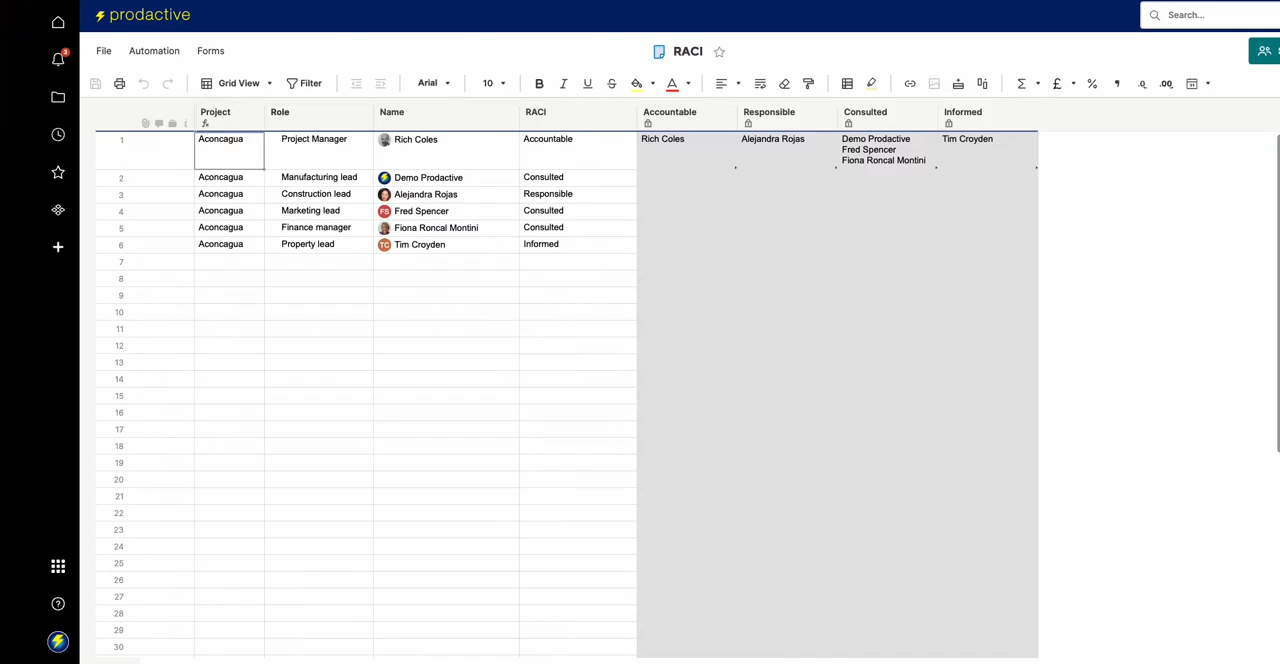 prodactive
Search...
3
File Automation Forms
RACI
S
Grid View Filter Arial 10 B I U S A Σ £ % , .0 .00
Project Role Name RACI Accountable Responsible Consulted Informed
fx
1 Aconcagua Project Manager Rich Coles Accountable Rich Coles Alejandra Rojas Demo Prodactive Tim Croyden
Fred Spencer
Fiona Roncal Montini
2 Aconcagua Manufacturing lead Demo Prodactive Consulted
3 Aconcagua Construction lead Alejandra Rojas Responsible
4 Aconcagua Marketing lead FS Fred Spencer Consulted
5 Aconcagua Finance manager Fiona Roncal Montini Consulted
6 Aconcagua Property lead TC Tim Croyden Informed
7
8
9
10
11
12
13
14
15
16
17
18
19
20
21
22
23
24
25
26
27
28
29
30